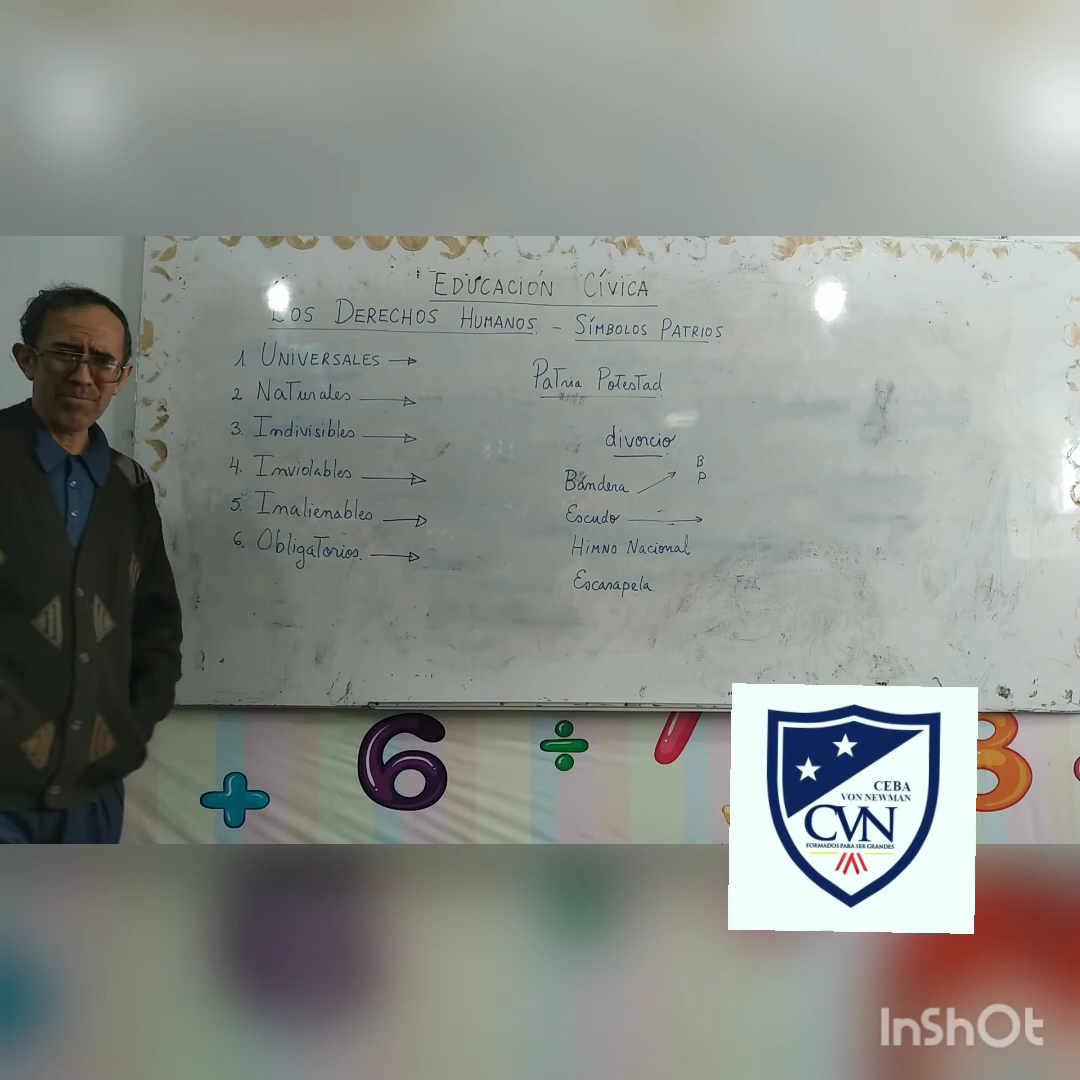 EDUCACIÓN CÍVICA
LOS DERECHOS HUMANOS - SÍMBOLOS PATRIOS
1 UNIVERSALES →
2 Naturales →
3. Indivisibles →
4. Inviolables →
5. Inalienables →
6. Obligatorios. →
Patria Potestad
divorcio
Bandera ↗ B
P
Escudo →
HIMNO Nacional
Escarapela.
6
÷
+
CEBA
VON NEWMAN
CVN
FORMADOS PARA SER GRANDES
InShOt